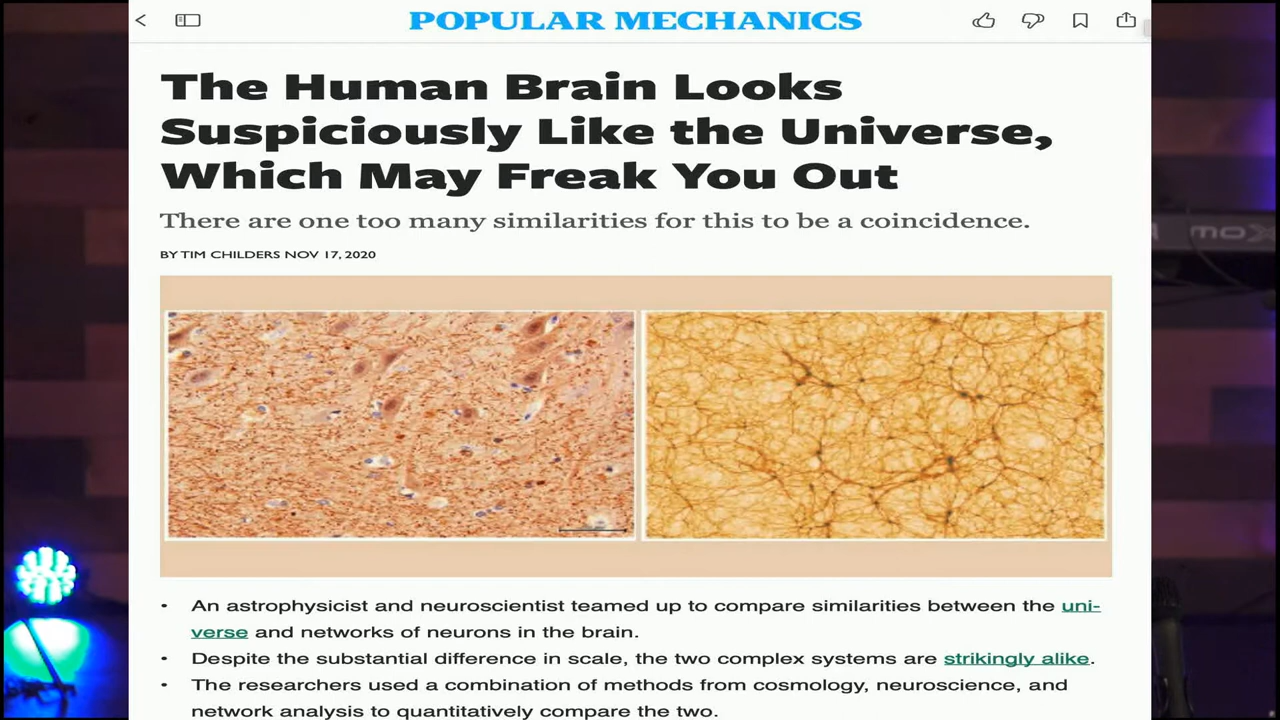 POPULAR MECHANICS
The Human Brain Looks
Suspiciously Like the Universe,
Which May Freak You Out
There are one too many similarities for this to be a coincidence.
BY TIM CHILDERS NOV 17, 2020
mox
• An astrophysicist and neuroscientist teamed up to compare similarities between the uni-
verse and networks of neurons in the brain.
• Despite the substantial difference in scale, the two complex systems are strikingly alike.
• The researchers used a combination of methods from cosmology, neuroscience, and
network analysis to quantitatively compare the two.